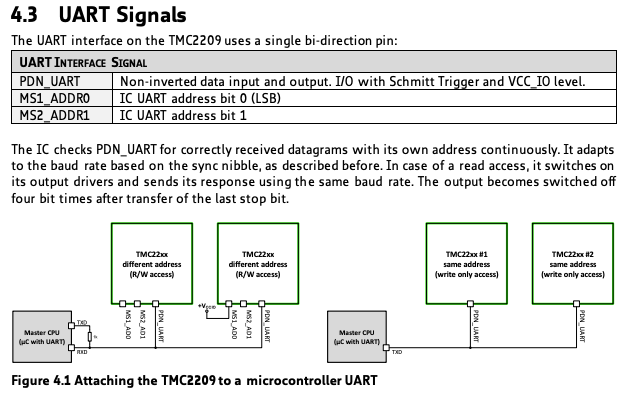 4.3 UART Signals
The UART interface on the TMC2209 uses a single bi-direction pin:
UART INTERFACE SIGNAL
PDN_UART Non-inverted data input and output. I/O with Schmitt Trigger and VCC_IO level.
MS1_ADDR0 IC UART address bit 0 (LSB)
MS2_ADDR1 IC UART address bit 1
The IC checks PDN_UART for correctly received datagrams with its own address continuously. It adapts
to the baud rate based on the sync nibble, as described before. In case of a read access, it switches on
its output drivers and sends its response using the same baud rate. The output becomes switched off
four bit times after transfer of the last stop bit.
TMC22xx
different address
(R/W access)
TMC22xx
different address
(R/W access)
TMC22xx #1
same address
(write only access)
TMC22xx #2
same address
(write only access)
+VCCIO
MS1_AD0
MS2_AD1
PDN_UART
MS1_AD0
MS2_AD1
PDN_UART
PDN_UART
PDN_UART
Master CPU
(µC with UART)
TXD
RXD
Master CPU
(µC with UART)
TXD
Figure 4.1 Attaching the TMC2209 to a microcontroller UART